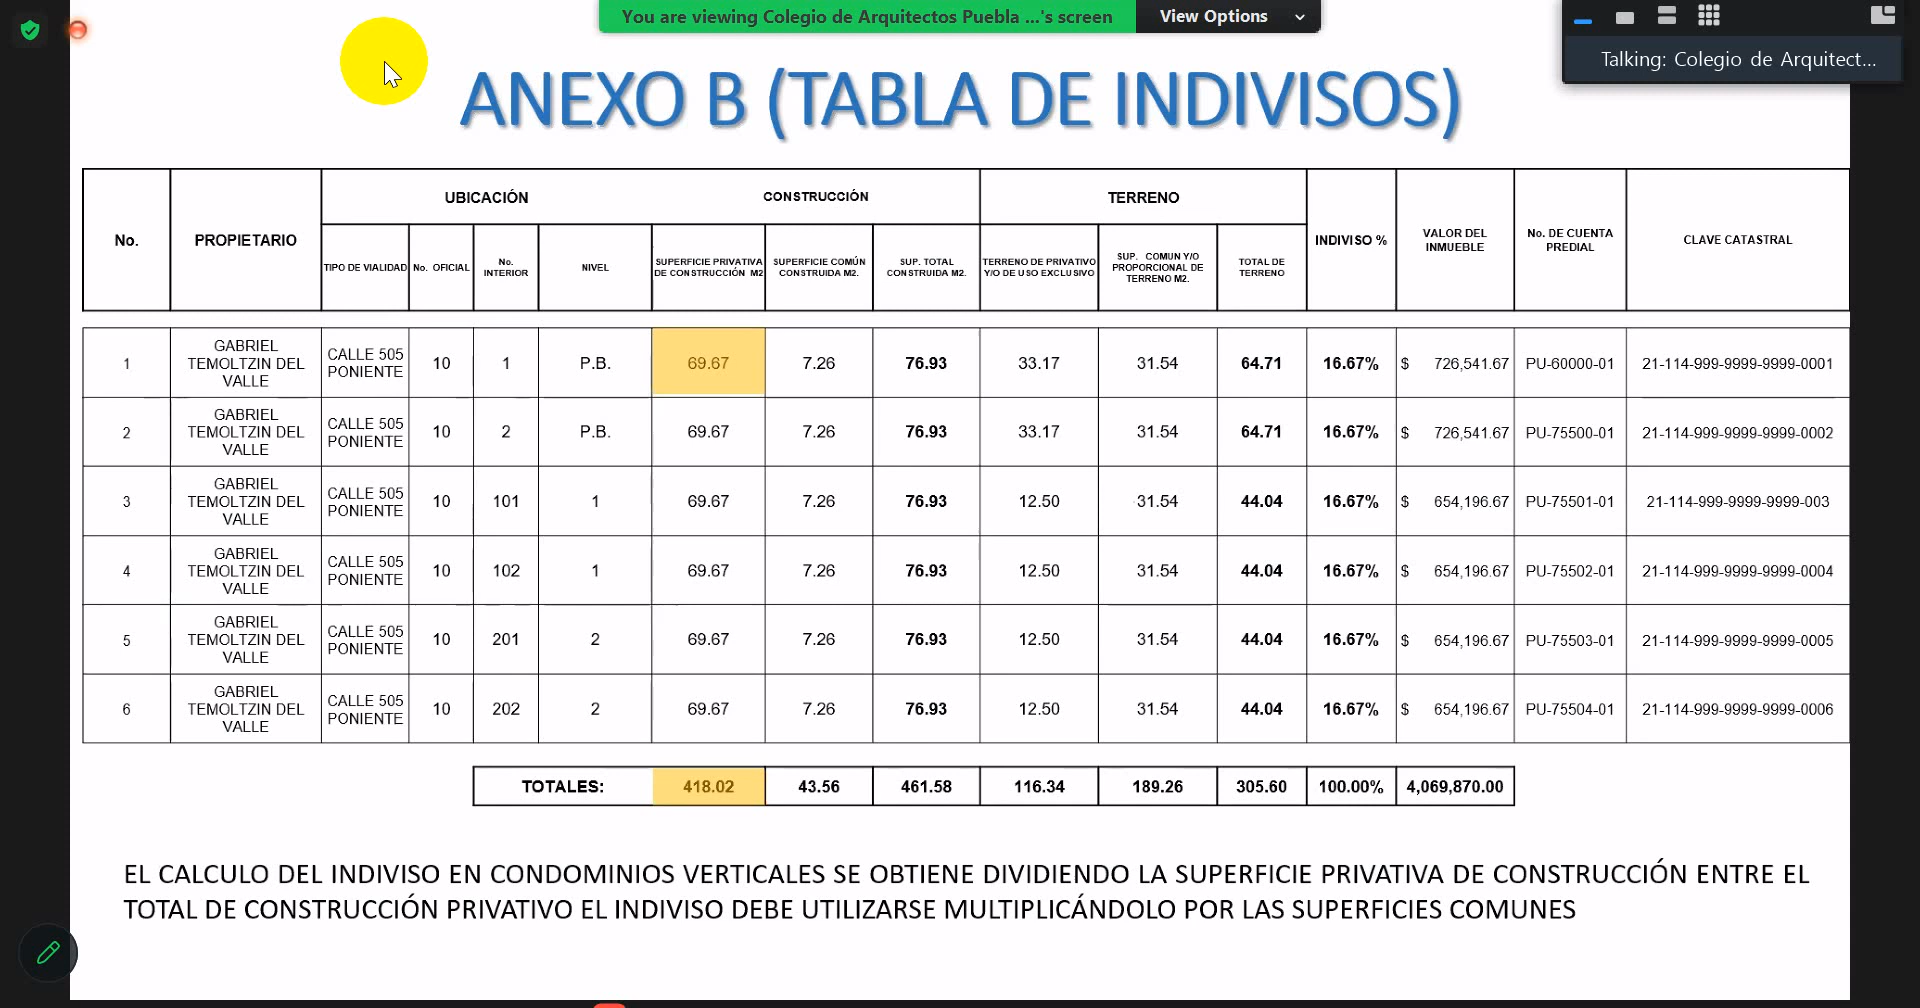 You are viewing Colegio de Arquitectos Puebla ...'s screen
View Options
Talking: Colegio de Arquitect...
ANEXO B (TABLA DE INDIVISOS)
No. PROPIETARIO UBICACIÓN CONSTRUCCIÓN TERRENO INDIVISO % VALOR DEL INMUEBLE No. DE CUENTA PREDIAL CLAVE CATASTRAL
TIPO DE VIALIDAD No. OFICIAL No. INTERIOR NIVEL SUPERFICIE PRIVATIVA DE CONSTRUCCIÓN M2 SUPERFICIE COMÚN CONSTRUIDA M2. SUP. TOTAL CONSTRUIDA M2. TERRENO DE PRIVATIVO Y/O DE USO EXCLUSIVO SUP. COMUN Y/O PROPORCIONAL DE TERRENO M2. TOTAL DE TERRENO
1 GABRIEL TEMOLTZIN DEL VALLE CALLE 505 PONIENTE 10 1 P.B. 69.67 7.26 76.93 33.17 31.54 64.71 16.67% $ 726,541.67 PU-60000-01 21-114-999-9999-9999-0001
2 GABRIEL TEMOLTZIN DEL VALLE CALLE 505 PONIENTE 10 2 P.B. 69.67 7.26 76.93 33.17 31.54 64.71 16.67% $ 726,541.67 PU-75500-01 21-114-999-9999-9999-0002
3 GABRIEL TEMOLTZIN DEL VALLE CALLE 505 PONIENTE 10 101 1 69.67 7.26 76.93 12.50 31.54 44.04 16.67% $ 654,196.67 PU-75501-01 21-114-999-9999-9999-003
4 GABRIEL TEMOLTZIN DEL VALLE CALLE 505 PONIENTE 10 102 1 69.67 7.26 76.93 12.50 31.54 44.04 16.67% $ 654,196.67 PU-75502-01 21-114-999-9999-9999-0004
5 GABRIEL TEMOLTZIN DEL VALLE CALLE 505 PONIENTE 10 201 2 69.67 7.26 76.93 12.50 31.54 44.04 16.67% $ 654,196.67 PU-75503-01 21-114-999-9999-9999-0005
6 GABRIEL TEMOLTZIN DEL VALLE CALLE 505 PONIENTE 10 202 2 69.67 7.26 76.93 12.50 31.54 44.04 16.67% $ 654,196.67 PU-75504-01 21-114-999-9999-9999-0006
TOTALES: 418.02 43.56 461.58 116.34 189.26 305.60 100.00% 4,069,870.00
EL CALCULO DEL INDIVISO EN CONDOMINIOS VERTICALES SE OBTIENE DIVIDIENDO LA SUPERFICIE PRIVATIVA DE CONSTRUCCIÓN ENTRE EL
TOTAL DE CONSTRUCCIÓN PRIVATIVO EL INDIVISO DEBE UTILIZARSE MULTIPLICÁNDOLO POR LAS SUPERFICIES COMUNES